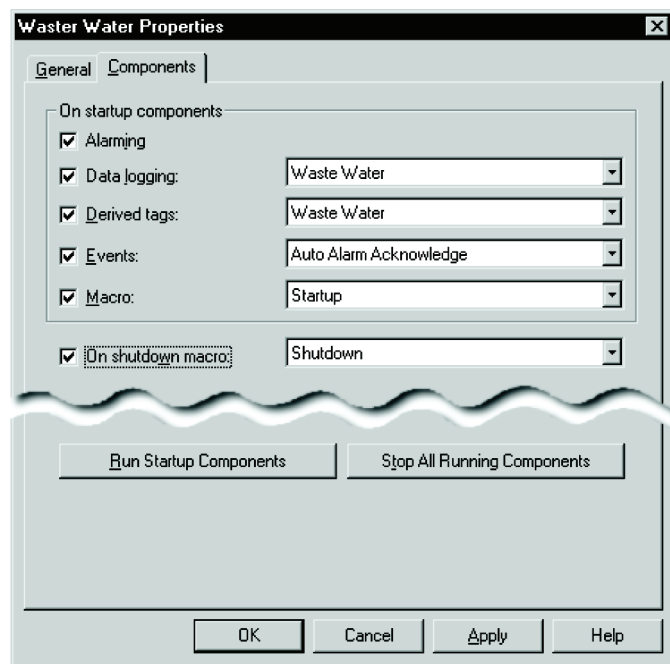 Waster Water Properties
General Components
On startup components
Alarming
Data logging: Waste Water
Derived tags: Waste Water
Events: Auto Alarm Acknowledge
Macro: Startup
On shutdown macro: Shutdown
Run Startup Components Stop All Running Components
OK Cancel Apply Help